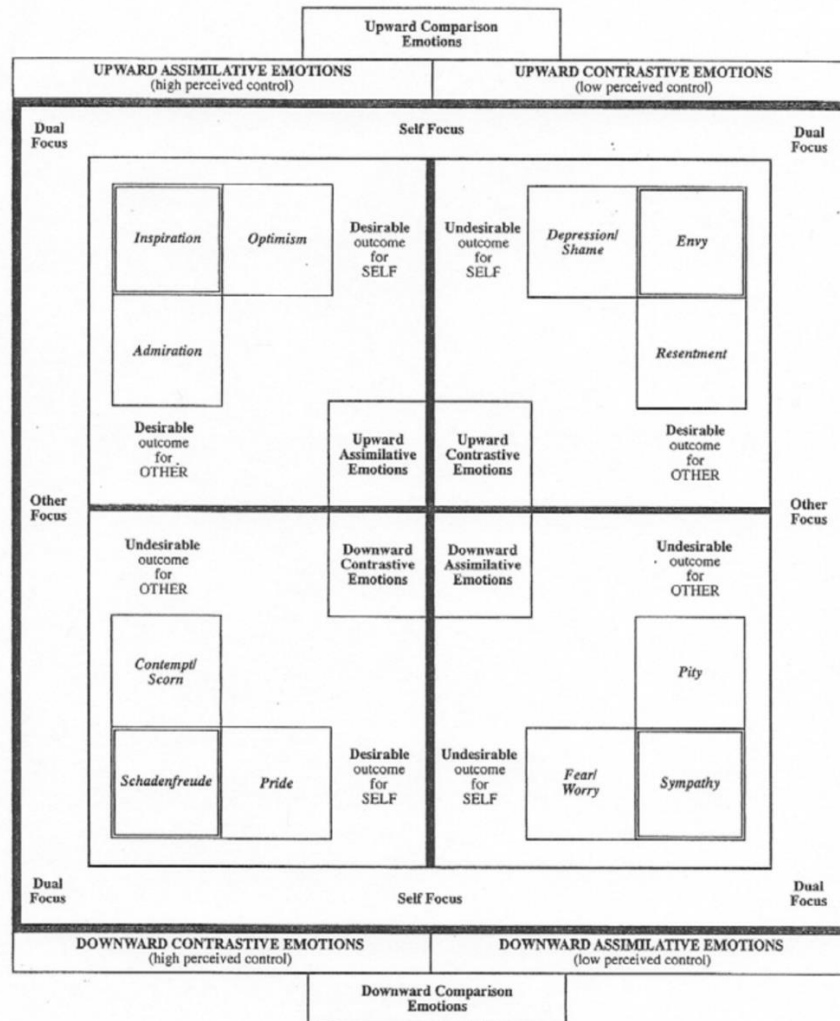 Upward Comparison
Emotions
UPWARD ASSIMILATIVE EMOTIONS
(high perceived control)
UPWARD CONTRASTIVE EMOTIONS
(low perceived control)
Dual
Focus
Self Focus
Dual
Focus
Inspiration
Optimism
Desirable
outcome
for
SELF
Undesirable
outcome
for
SELF
Depression/
Shame
Envy
Admiration
Resentment
Desirable
outcome
for
OTHER
Upward
Assimilative
Emotions
Upward
Contrastive
Emotions
Desirable
outcome
for
OTHER
Other
Focus
Other
Focus
Undesirable
outcome
for
OTHER
Downward
Contrastive
Emotions
Downward
Assimilative
Emotions
Undesirable
outcome
for
OTHER
Contempt/
Scorn
Pity
Schadenfreude
Pride
Desirable
outcome
for
SELF
Undesirable
outcome
for
SELF
Fear/
Worry
Sympathy
Dual
Focus
Self Focus
Dual
Focus
DOWNWARD CONTRASTIVE EMOTIONS
(high perceived control)
DOWNWARD ASSIMILATIVE EMOTIONS
(low perceived control)
Downward Comparison
Emotions